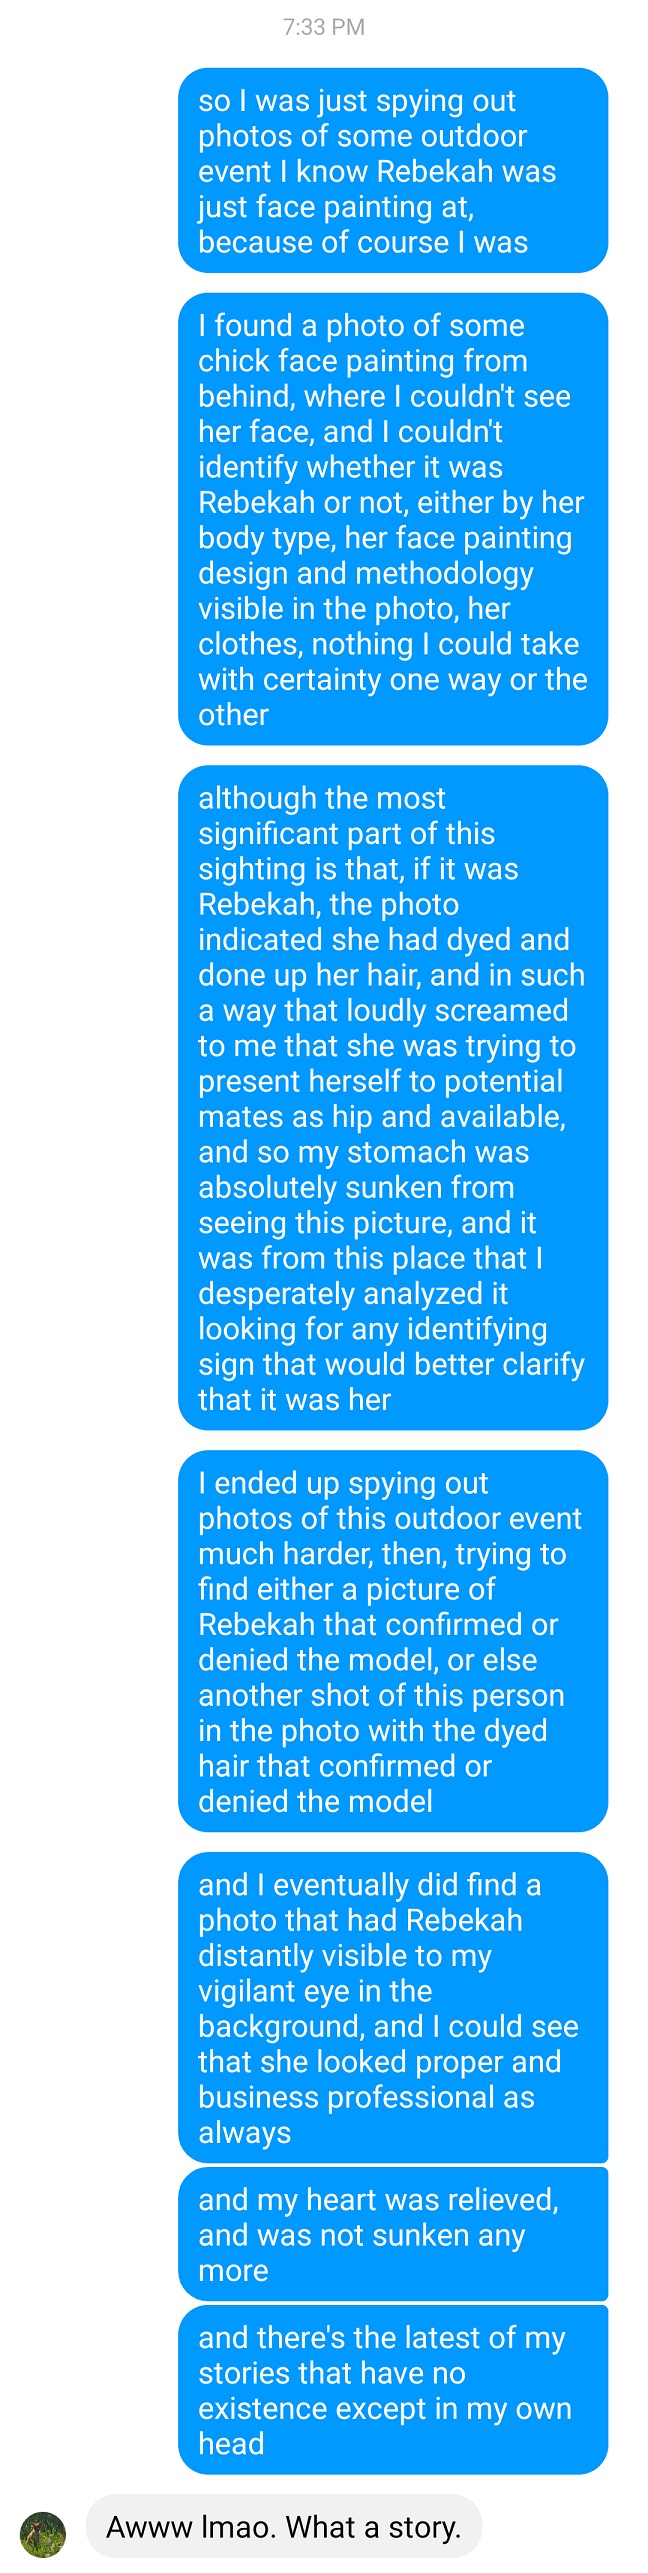 7:33 PM
so I was just spying out
photos of some outdoor
event I know Rebekah was
just face painting at,
because of course I was
I found a photo of some
chick face painting from
behind, where I couldn't see
her face, and I couldn't
identify whether it was
Rebekah or not, either by her
body type, her face painting
design and methodology
visible in the photo, her
clothes, nothing I could take
with certainty one way or the
other
although the most
significant part of this
sighting is that, if it was
Rebekah, the photo
indicated she had dyed and
done up her hair, and in such
a way that loudly screamed
to me that she was trying to
present herself to potential
mates as hip and available,
and so my stomach was
absolutely sunken from
seeing this picture, and it
was from this place that I
desperately analyzed it
looking for any identifying
sign that would better clarify
that it was her
I ended up spying out
photos of this outdoor event
much harder, then, trying to
find either a picture of
Rebekah that confirmed or
denied the model, or else
another shot of this person
in the photo with the dyed
hair that confirmed or
denied the model
and I eventually did find a
photo that had Rebekah
distantly visible to my
vigilant eye in the
background, and I could see
that she looked proper and
business professional as
always
and my heart was relieved,
and was not sunken any
more
and there's the latest of my
stories that have no
existence except in my own
head
Awww lmao. What a story.